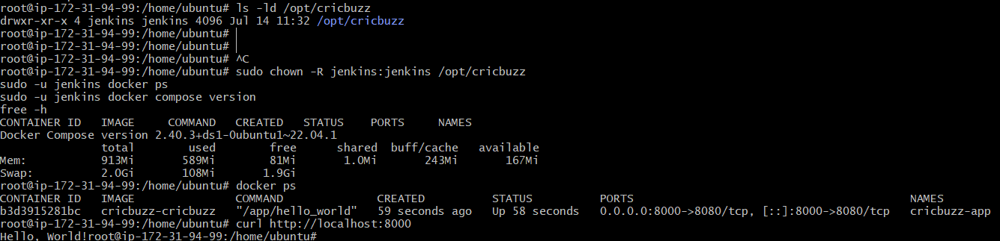 root@ip-172-31-94-99:/home/ubuntu# ls -ld /opt/cricbuzz
drwxr-xr-x 4 jenkins jenkins 4096 Jul 14 11:32 /opt/cricbuzz
root@ip-172-31-94-99:/home/ubuntu#
root@ip-172-31-94-99:/home/ubuntu#
root@ip-172-31-94-99:/home/ubuntu# ^C
root@ip-172-31-94-99:/home/ubuntu# sudo chown -R jenkins:jenkins /opt/cricbuzz
sudo -u jenkins docker ps
sudo -u jenkins docker compose version
free -h
CONTAINER ID   IMAGE     COMMAND   CREATED   STATUS    PORTS     NAMES
Docker Compose version 2.40.3+ds1-0ubuntu1~22.04.1
               total        used        free      shared  buff/cache   available
Mem:           913Mi       589Mi        81Mi       1.0Mi       243Mi       167Mi
Swap:          2.0Gi       108Mi       1.9Gi
root@ip-172-31-94-99:/home/ubuntu# docker ps
CONTAINER ID   IMAGE               COMMAND              CREATED          STATUS          PORTS                                         NAMES
b3d3915281bc   cricbuzz-cricbuzz   "/app/hello_world"   59 seconds ago   Up 58 seconds   0.0.0.0:8000->8080/tcp, [::]:8000->8080/tcp   cricbuzz-app
root@ip-172-31-94-99:/home/ubuntu# curl http://localhost:8000
Hello, World!root@ip-172-31-94-99:/home/ubuntu#